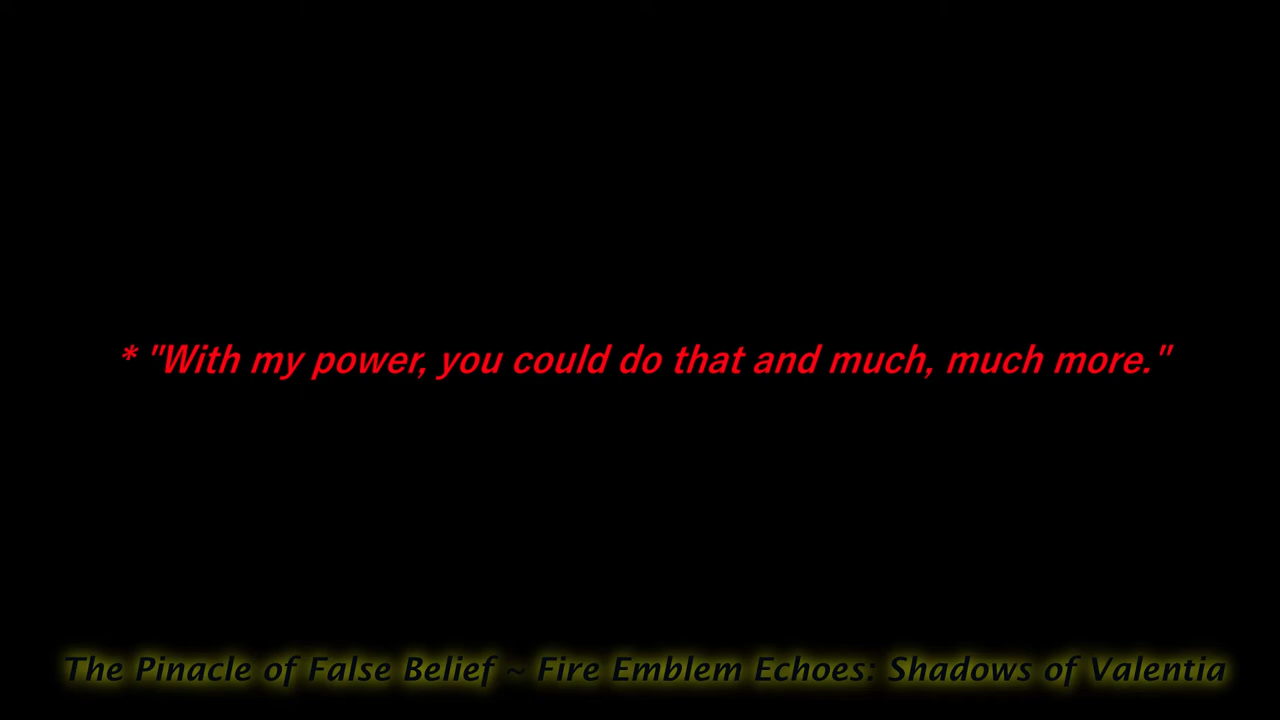 * "With my power, you could do that and much, much more."
The Pinacle of False Belief ~ Fire Emblem Echoes: Shadows of Valentia